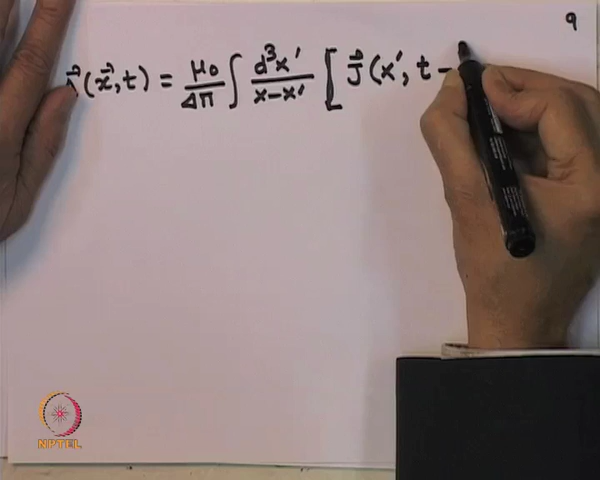 9
A⃗(x⃗,t) = μ₀/4π ∫ d³x'/x-x' [ J⃗(x', t -
NPTEL